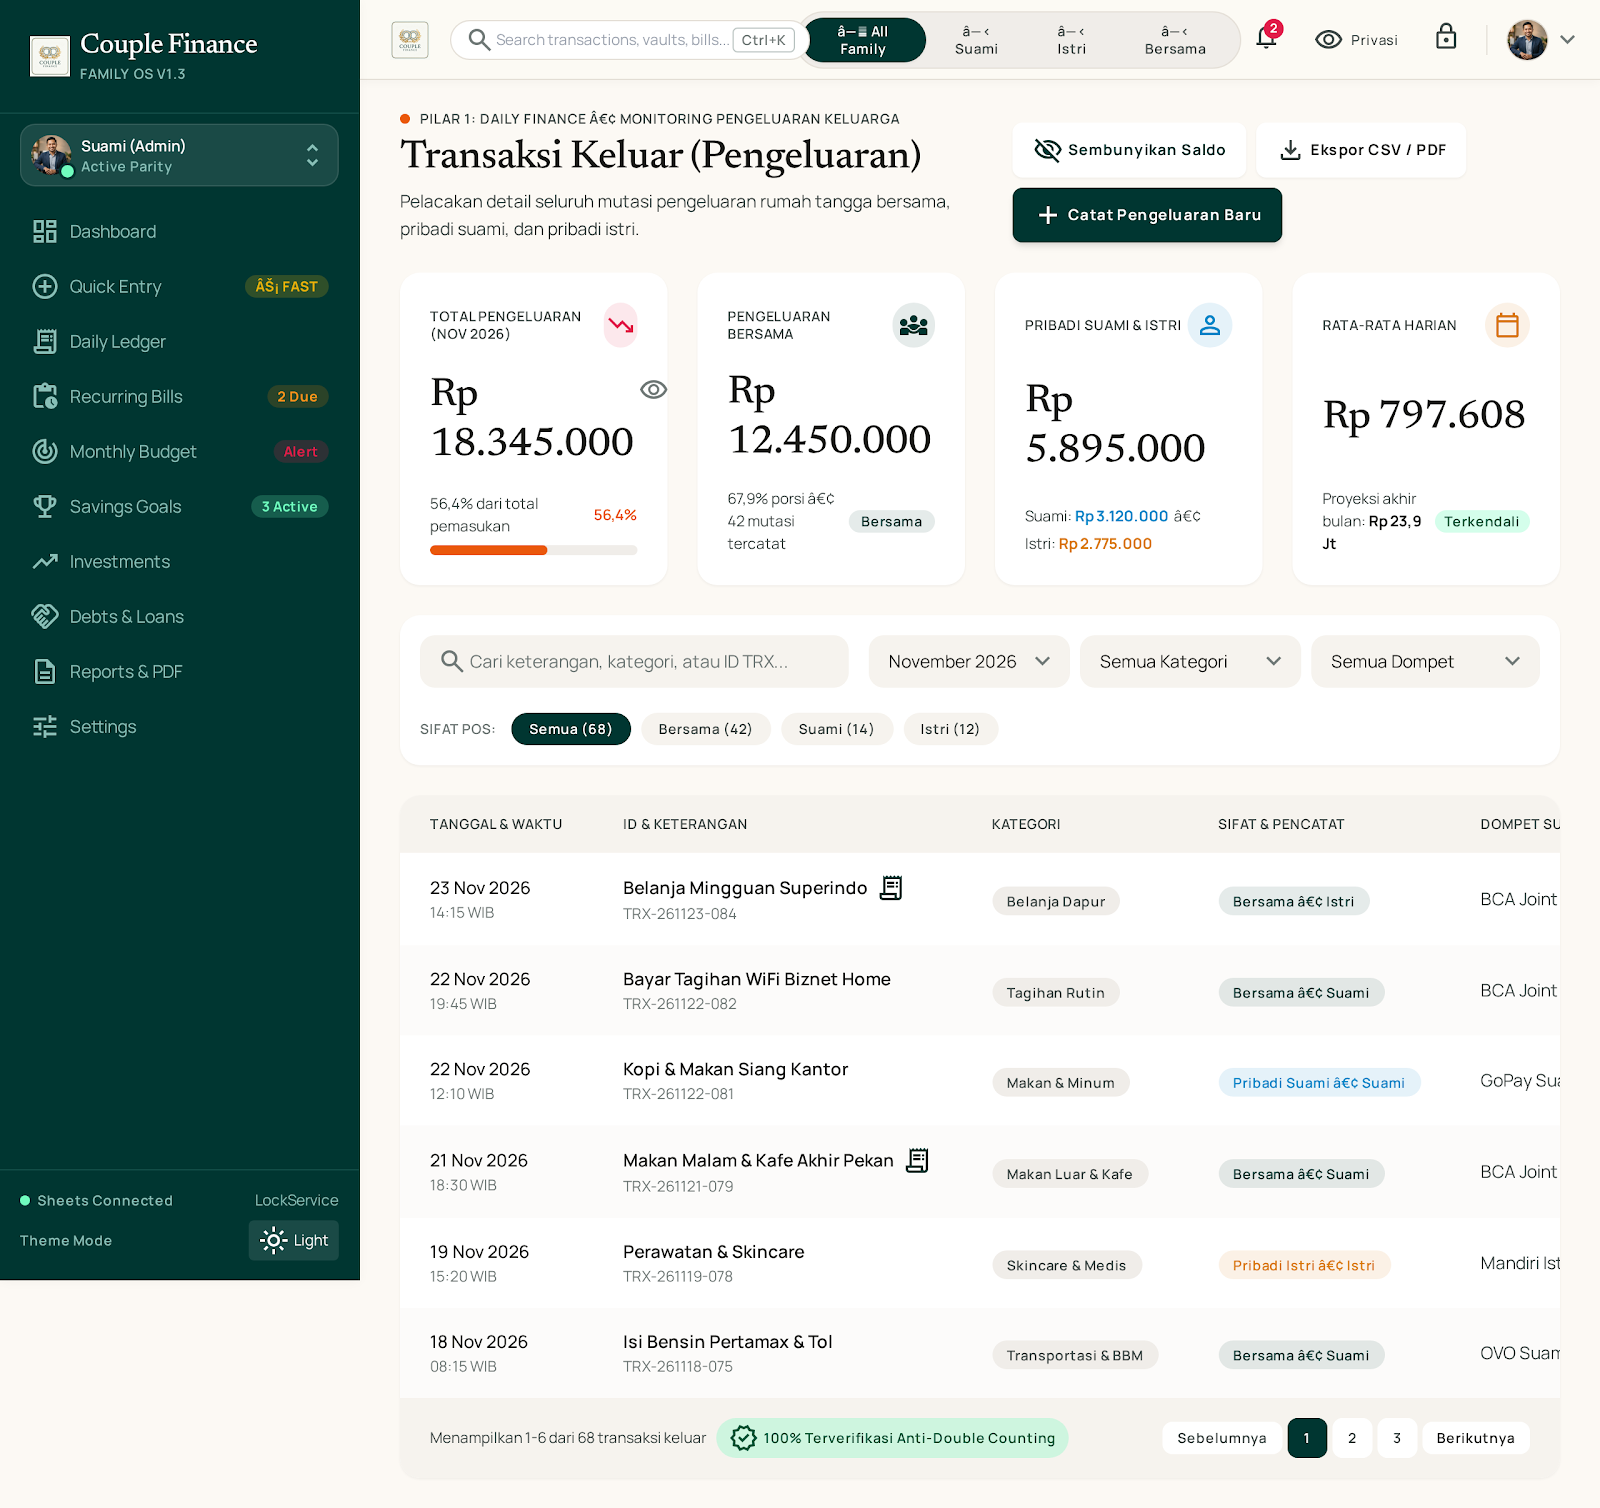 Couple Finance
FAMILY OS V1.3
Suami (Admin)
Active Parity
Dashboard
Quick Entry
ÂŠ¡ FAST
Daily Ledger
Recurring Bills
2 Due
Monthly Budget
Alert
Savings Goals
3 Active
Investments
Debts & Loans
Reports & PDF
Settings
Sheets Connected
LockService
Theme Mode
Light
Search transactions, vaults, bills...
Ctrl+K
All
Family
Suami
Istri
Bersama
2
Privasi
PILAR 1: DAILY FINANCE â€¢ MONITORING PENGELUARAN KELUARGA
Transaksi Keluar (Pengeluaran)
Pelacakan detail seluruh mutasi pengeluaran rumah tangga bersama,
pribadi suami, dan pribadi istri.
Sembunyikan Saldo
Ekspor CSV / PDF
Catat Pengeluaran Baru
TOTAL PENGELUARAN
(NOV 2026)
Rp
18.345.000
56,4% dari total
pemasukan
56,4%
PENGELUARAN
BERSAMA
Rp
12.450.000
67,9% porsi â€¢
42 mutasi
tercatat
Bersama
PRIBADI SUAMI & ISTRI
Rp
5.895.000
Suami: Rp 3.120.000 â€¢
Istri: Rp 2.775.000
RATA-RATA HARIAN
Rp 797.608
Proyeksi akhir
bulan: Rp 23,9
Jt
Terkendali
Cari keterangan, kategori, atau ID TRX...
November 2026
Semua Kategori
Semua Dompet
SIFAT POS:
Semua (68)
Bersama (42)
Suami (14)
Istri (12)
TANGGAL & WAKTU
ID & KETERANGAN
KATEGORI
SIFAT & PENCATAT
DOMPET SU
23 Nov 2026
14:15 WIB
Belanja Mingguan Superindo
TRX-261123-084
Belanja Dapur
Bersama â€¢ Istri
BCA Joint
22 Nov 2026
19:45 WIB
Bayar Tagihan WiFi Biznet Home
TRX-261122-082
Tagihan Rutin
Bersama â€¢ Suami
BCA Joint
22 Nov 2026
12:10 WIB
Kopi & Makan Siang Kantor
TRX-261122-081
Makan & Minum
Pribadi Suami â€¢ Suami
GoPay Sua
21 Nov 2026
18:30 WIB
Makan Malam & Kafe Akhir Pekan
TRX-261121-079
Makan Luar & Kafe
Bersama â€¢ Suami
BCA Joint
19 Nov 2026
15:20 WIB
Perawatan & Skincare
TRX-261119-078
Skincare & Medis
Pribadi Istri â€¢ Istri
Mandiri Ist
18 Nov 2026
08:15 WIB
Isi Bensin Pertamax & Tol
TRX-261118-075
Transportasi & BBM
Bersama â€¢ Suami
OVO Suam
Menampilkan 1-6 dari 68 transaksi keluar
100% Terverifikasi Anti-Double Counting
Sebelumnya
1
2
3
Berikutnya